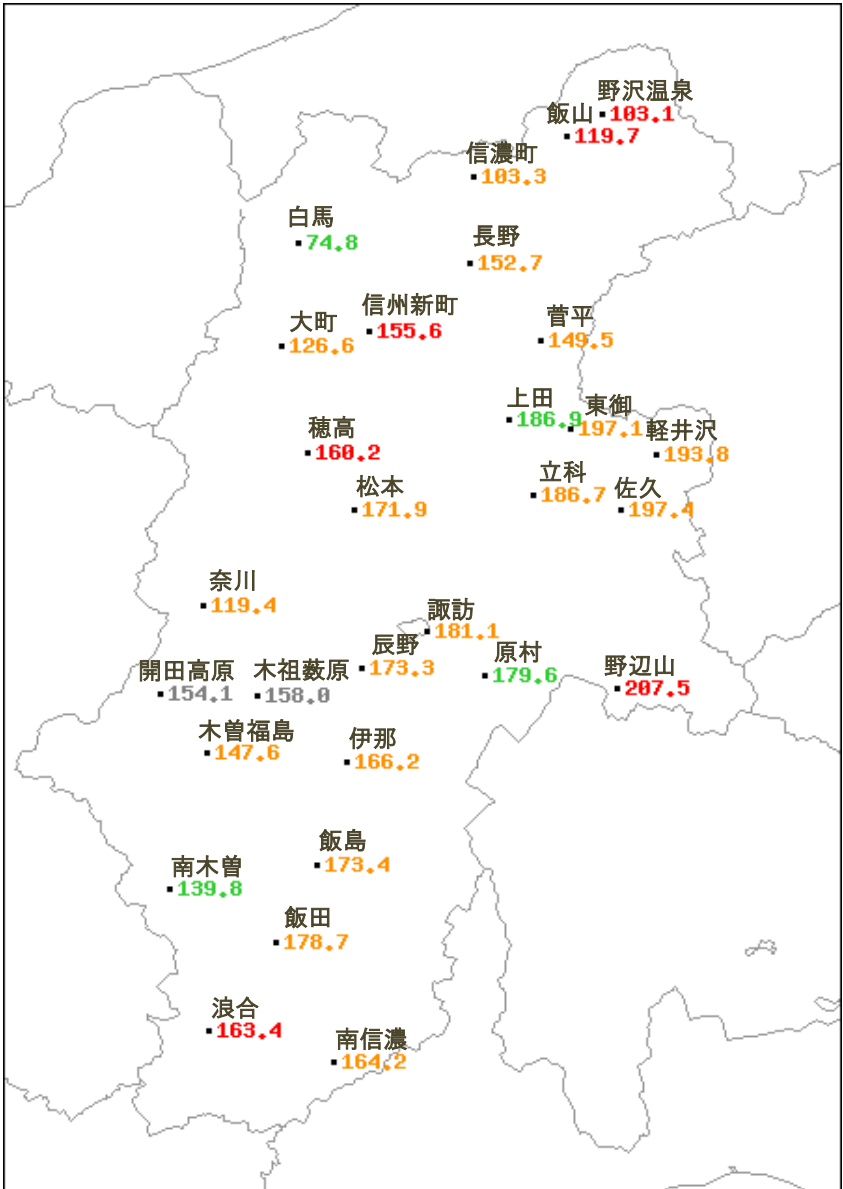 野沢温泉
103.1
飯山
119.7
信濃町
103.3
白馬
74.8
長野
152.7
信州新町
155.6
大町
126.6
菅平
149.5
上田
186.9
東御
197.1
穂高
160.2
軽井沢
193.8
松本
171.9
立科
186.7
佐久
197.4
奈川
119.4
諏訪
181.1
辰野
173.3
原村
179.6
開田高原
154.1
木祖薮原
158.0
野辺山
207.5
木曽福島
147.6
伊那
166.2
飯島
173.4
南木曽
139.8
飯田
178.7
浪合
163.4
南信濃
164.2